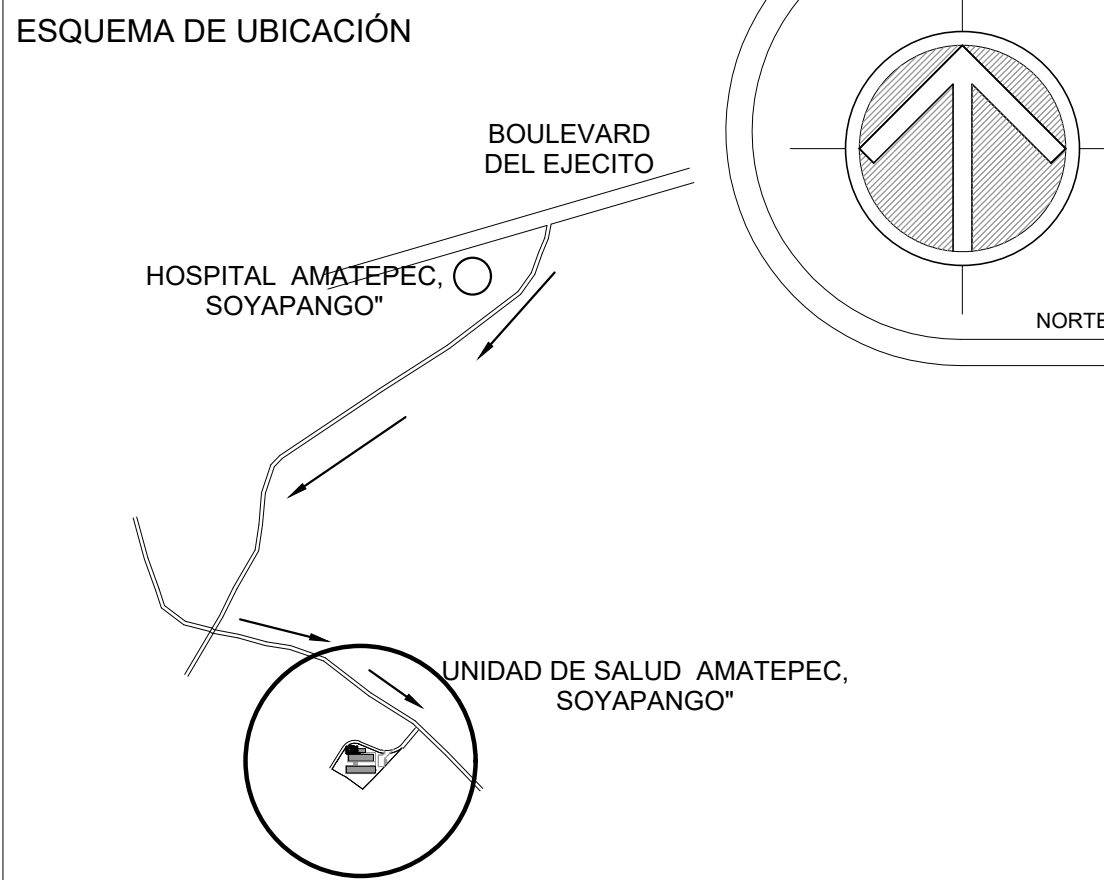 ESQUEMA DE UBICACIÓN
BOULEVARD
DEL EJECITO
HOSPITAL AMATEPEC,
SOYAPANGO"
NORTE
UNIDAD DE SALUD AMATEPEC,
SOYAPANGO"